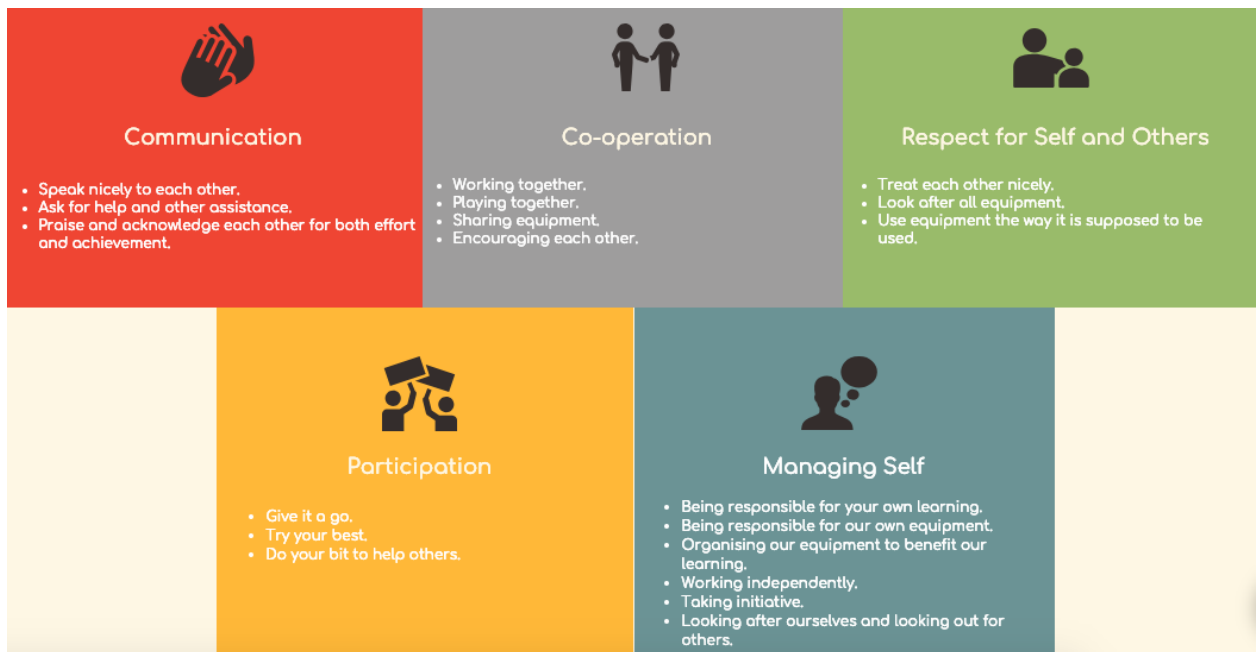 Communication
• Speak nicely to each other.
• Ask for help and other assistance.
• Praise and acknowledge each other for both effort
and achievement.
Co-operation
• Working together.
• Playing together.
• Sharing equipment.
• Encouraging each other.
Respect for Self and Others
• Treat each other nicely.
• Look after all equipment.
• Use equipment the way it is supposed to be
used.
Participation
• Give it a go.
• Try your best.
• Do your bit to help others.
Managing Self
• Being responsible for your own learning.
• Being responsible for our own equipment.
• Organising our equipment to benefit our
learning.
• Working independently.
• Taking initiative.
• Looking after ourselves and looking out for
others.